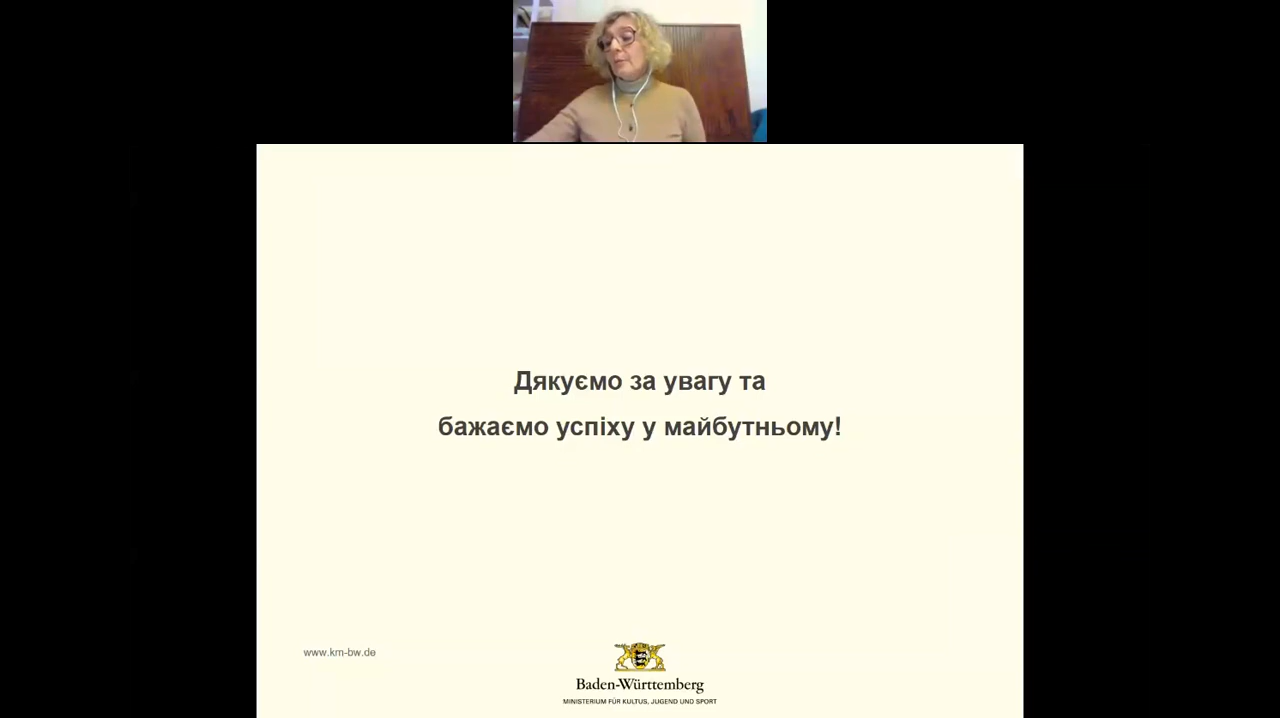 Дякуємо за увагу та
бажаємо успіху у майбутньому!
www.km-bw.de
Baden-Württemberg
MINISTERIUM FÜR KULTUS, JUGEND UND SPORT